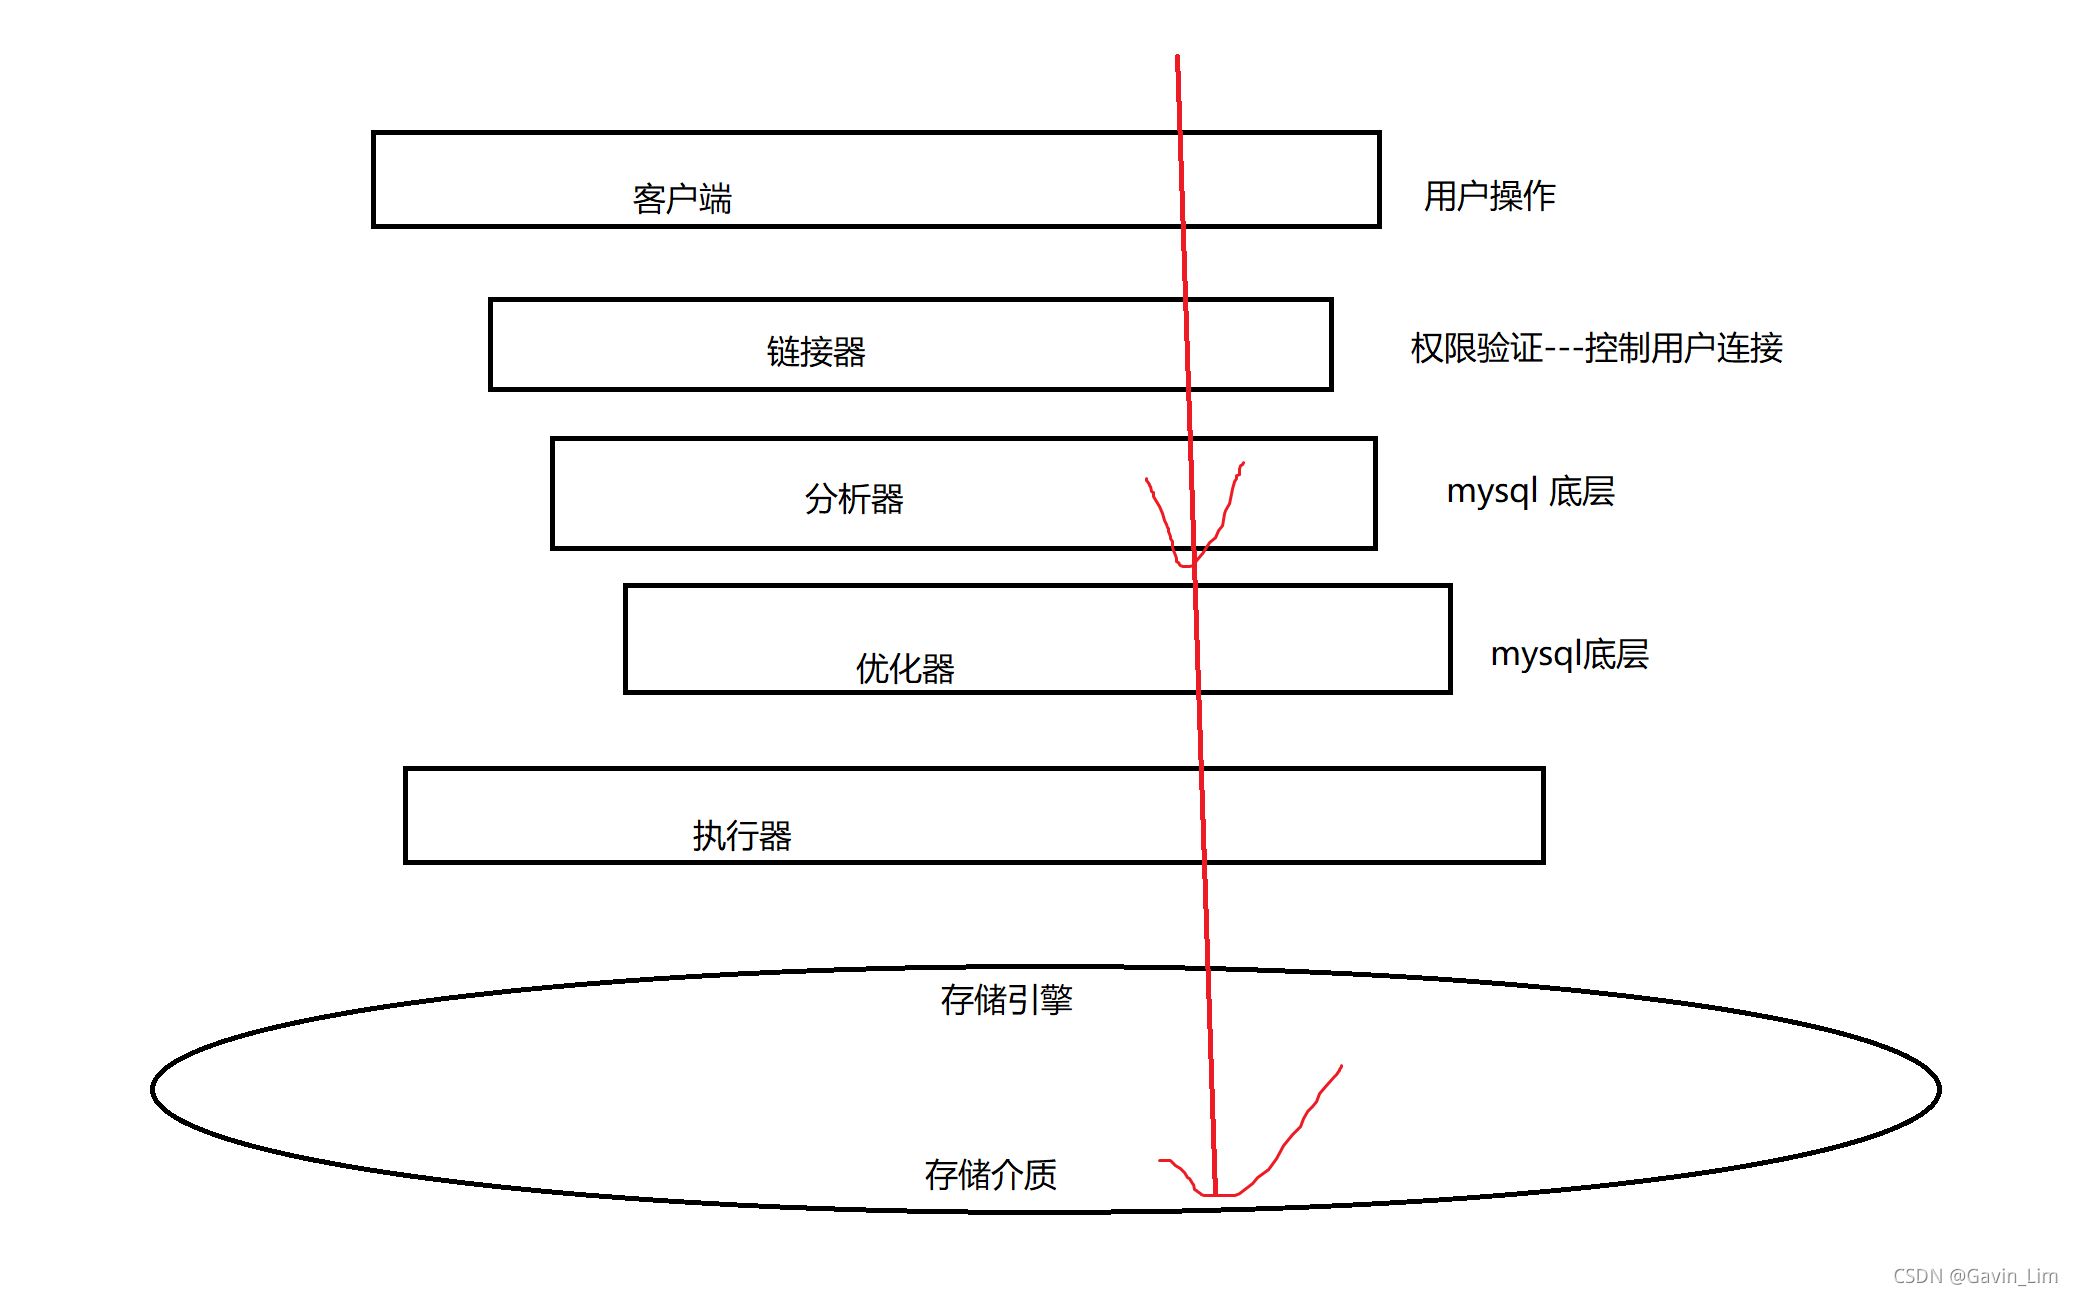 客户端
用户操作
链接器
权限验证---控制用户连接
分析器
mysql 底层
优化器
mysql底层
执行器
存储引擎
存储介质
CSDN @Gavin_Lim